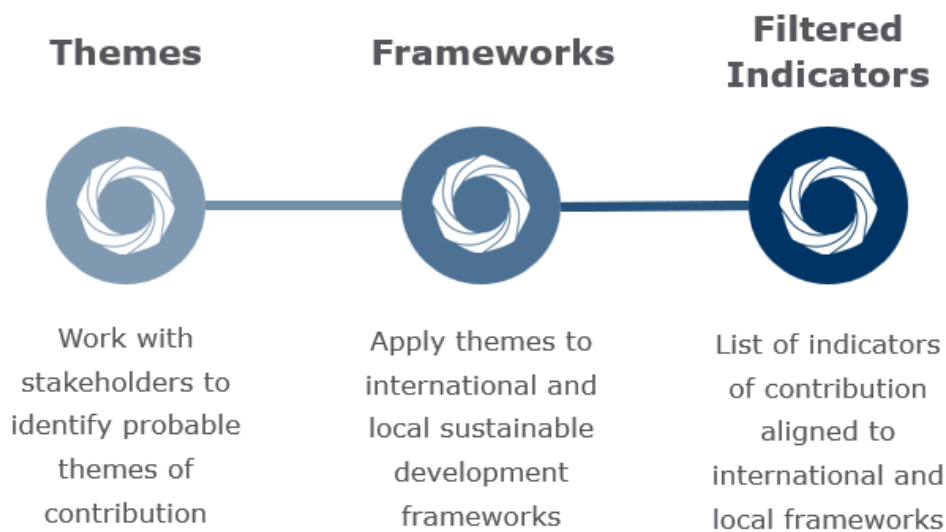 Themes
Work with
stakeholders to
identify probable
themes of
contribution
Frameworks
Apply themes to
international and
local sustainable
development
frameworks
Filtered
Indicators
List of indicators
of contribution
aligned to
international and
local frameworks